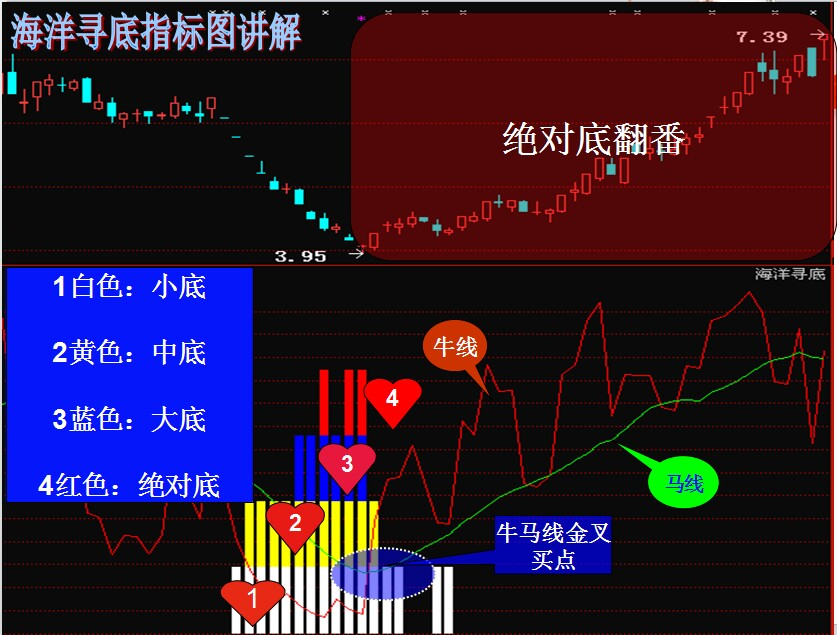 海洋寻底指标图讲解
7.39
绝对底翻番
3.95
海洋寻底
1白色：小底
2黄色：中底
3蓝色：大底
4红色：绝对底
牛线
4
3
马线
2
牛马线金叉
买点
1